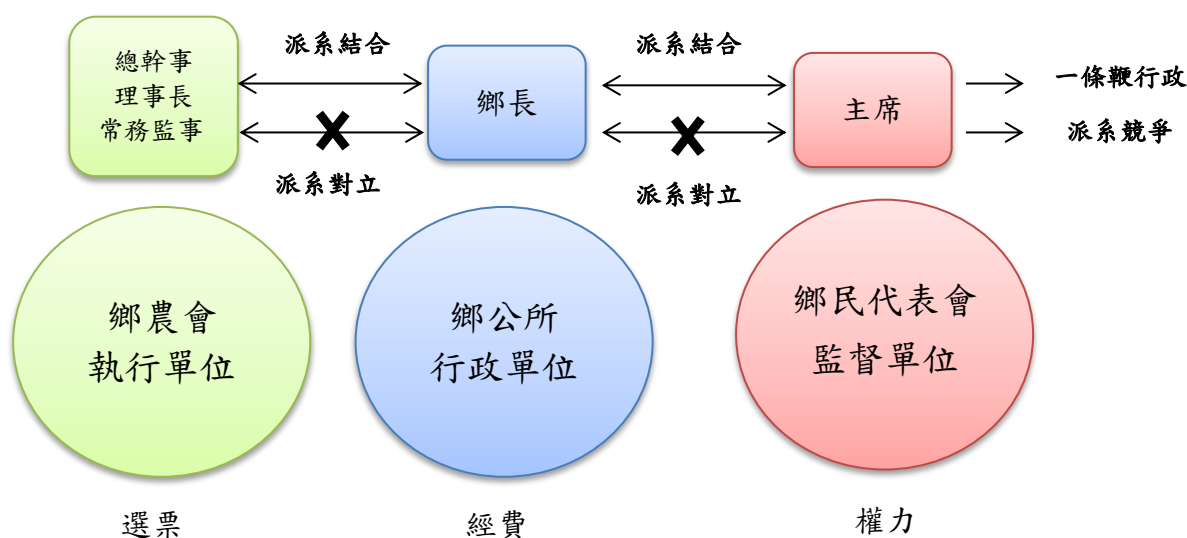 派系結合
派系結合
總幹事
理事長
常務監事
鄉長
主席
一條鞭行政
派系競爭
派系對立
派系對立
鄉農會
執行單位
鄉公所
行政單位
鄉民代表會
監督單位
選票
經費
權力